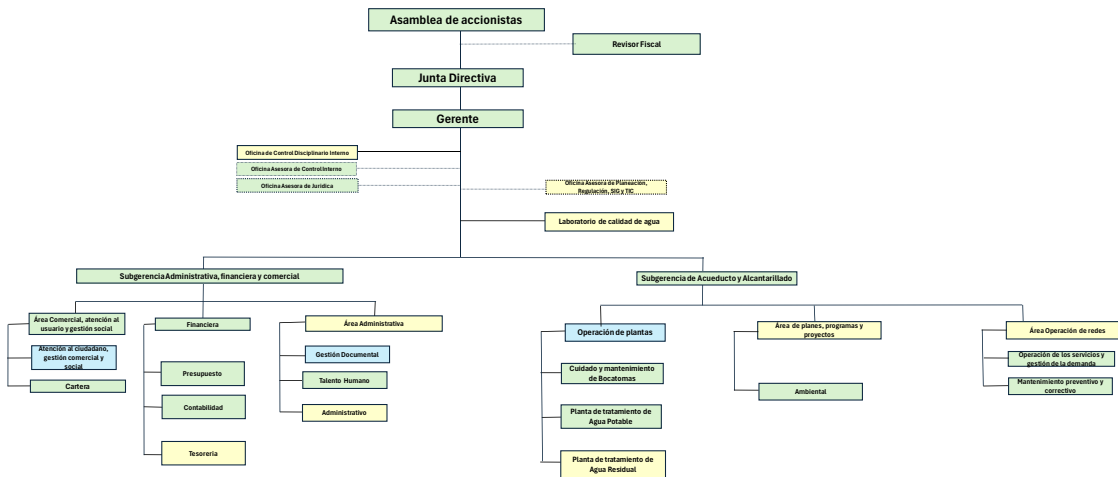 Asamblea de accionistas
Revisor Fiscal
Junta Directiva
Gerente
Oficina de Control Disciplinario Interno
Oficina Asesora de Control Interno
Oficina Asesora de Jurídica
Oficina Asesora de Planeación,
Regulación, SIG y TIC
Laboratorio de calidad de agua
Subgerencia Administrativa, financiera y comercial
Subgerencia de Acueducto y Alcantarillado
Área Comercial, atención al
usuario y gestión social
Atención al ciudadano,
gestión comercial y
social
Cartera
Financiera
Presupuesto
Contabilidad
Tesoreria
Área Administrativa
Gestión Documental
Talento Humano
Administrativo
Operación de plantas
Cuidado y mantenimiento
de Bocatomas
Planta de tratamiento de
Agua Potable
Planta de tratamiento de
Agua Residual
Área de planes, programas y
proyectos
Ambiental
Área Operación de redes
Operación de los servicios y
gestión de la demanda
Mantenimiento preventivo y
correctivo